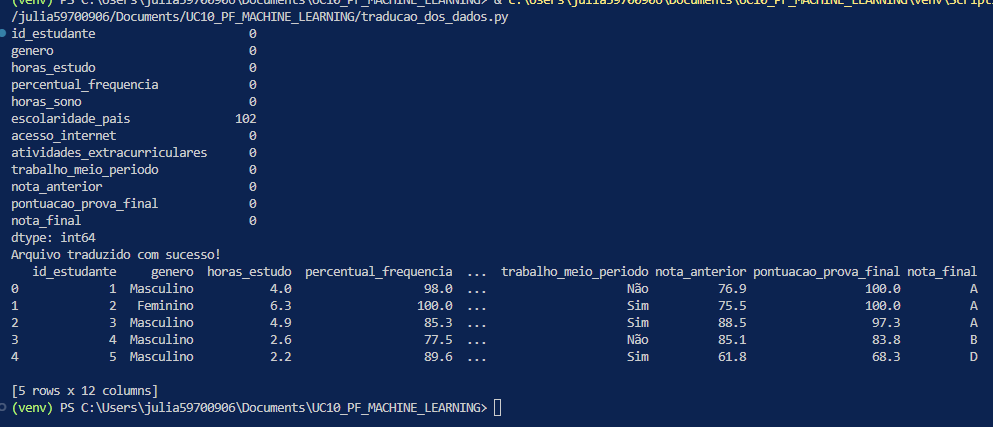 (venv) PS C:\Users\julia59700906\Documents\UC10_PF_MACHINE_LEARNING> & c:\Users\julia59700906\Documents\UC10_PF_MACHINE_LEARNING\venv\Scripti
/julia59700906/Documents/UC10_PF_MACHINE_LEARNING/traducao_dos_dados.py
id_estudante 0
genero 0
horas_estudo 0
percentual_frequencia 0
horas_sono 0
escolaridade_pais 102
acesso_internet 0
atividades_extracurriculares 0
trabalho_meio_periodo 0
nota_anterior 0
pontuacao_prova_final 0
nota_final 0
dtype: int64
Arquivo traduzido com sucesso!
id_estudante genero horas_estudo percentual_frequencia ... trabalho_meio_periodo nota_anterior pontuacao_prova_final nota_final
0 1 Masculino 4.0 98.0 ... Não 76.9 100.0 A
1 2 Feminino 6.3 100.0 ... Sim 75.5 100.0 A
2 3 Masculino 4.9 85.3 ... Sim 88.5 97.3 A
3 4 Masculino 2.6 77.5 ... Não 85.1 83.8 B
4 5 Masculino 2.2 89.6 ... Sim 61.8 68.3 D
[5 rows x 12 columns]
(venv) PS C:\Users\julia59700906\Documents\UC10_PF_MACHINE_LEARNING>